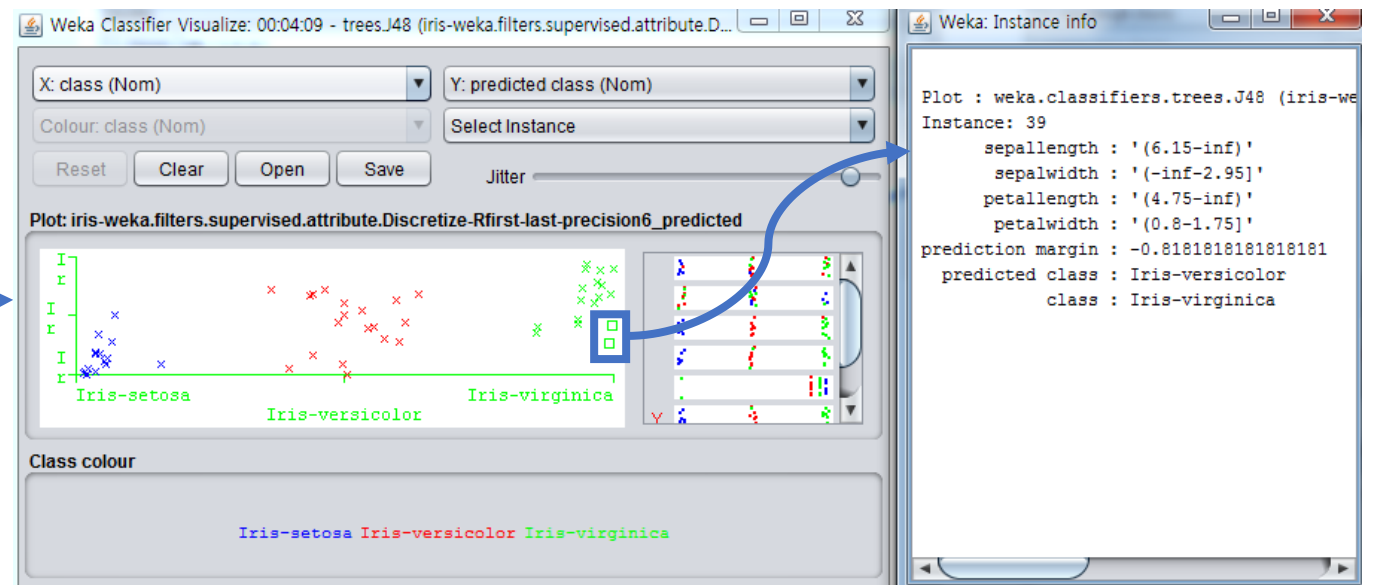 Weka Classifier Visualize: 00:04:09 - trees.J48 (iris-weka.filters.supervised.attribute.D...
X: class (Nom)
Y: predicted class (Nom)
Colour: class (Nom)
Select Instance
Reset
Clear
Open
Save
Jitter
Plot: iris-weka.filters.supervised.attribute.Discretize-Rfirst-last-precision6_predicted
I
r
I
r
I
r
Iris-setosa
Iris-versicolor
Iris-virginica
Y
Class colour
Iris-setosa Iris-versicolor Iris-virginica
Weka: Instance info
Plot : weka.classifiers.trees.J48 (iris-we
Instance: 39
sepallength : '(6.15-inf)'
sepalwidth : '(-inf-2.95]'
petallength : '(4.75-inf)'
petalwidth : '(0.8-1.75]'
prediction margin : -0.8181818181818181
predicted class : Iris-versicolor
class : Iris-virginica